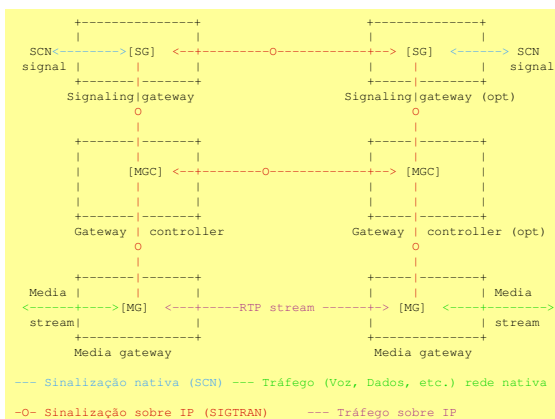 +-------+-------+ +-------+-------+
| | | |
SCN<-------->[SG] <--+---------O---------+--> [SG] <------> SCN
signal | | | | signal
+-------|-------+ +-------|-------+
Signaling|gateway Signaling|gateway (opt)
O O
| |
+-------|-------+ +-------|-------+
| | | | | |
| [MGC] <--+--------O---------+--> [MGC] |
| | | | | |
| | | | | |
+-------|-------+ +-------|-------+
Gateway | controller Gateway | controller (opt)
O O
| |
+-------|-------+ +-------|-------+
Media | | | | | | Media
<------+---->[MG] <--+-----RTP stream ------+-> [MG] <----+-------->
stream| | | | stream
+---------------+ +---------------+
Media gateway Media gateway
--- Sinalização nativa (SCN) --- Tráfego (Voz, Dados, etc.) rede nativa
-O- Sinalização sobre IP (SIGTRAN) --- Tráfego sobre IP